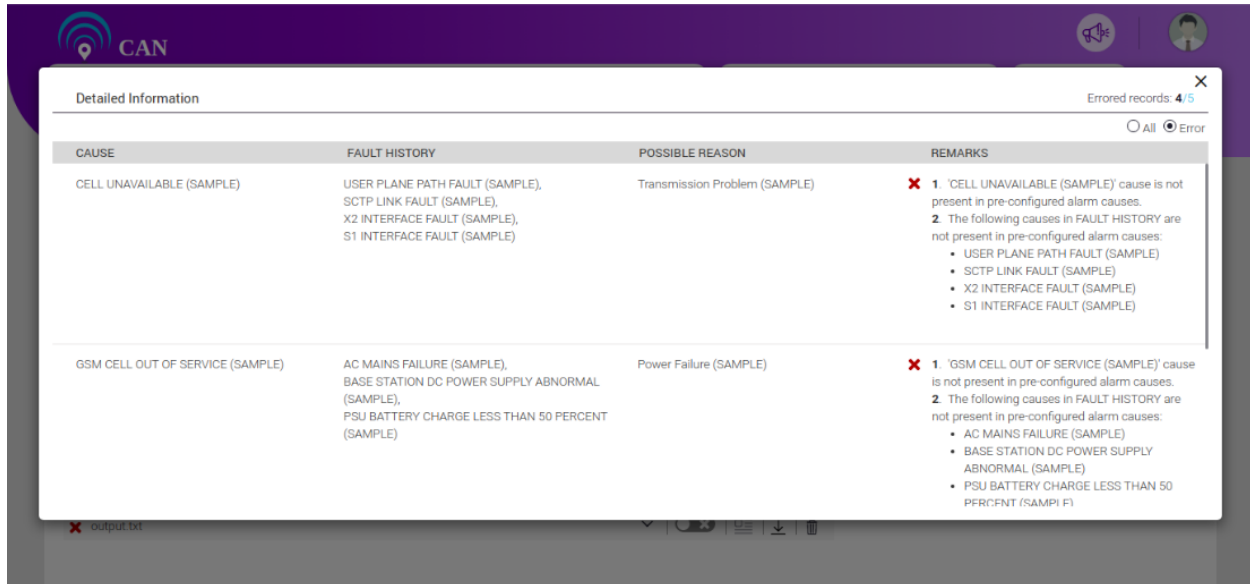 CAN
Detailed Information
Errored records: 4/5
All Error
CAUSE FAULT HISTORY POSSIBLE REASON REMARKS
CELL UNAVAILABLE (SAMPLE)
USER PLANE PATH FAULT (SAMPLE),
SCTP LINK FAULT (SAMPLE),
X2 INTERFACE FAULT (SAMPLE),
S1 INTERFACE FAULT (SAMPLE)
Transmission Problem (SAMPLE)
1. 'CELL UNAVAILABLE (SAMPLE)' cause is not
present in pre-configured alarm causes.
2. The following causes in FAULT HISTORY are
not present in pre-configured alarm causes:
• USER PLANE PATH FAULT (SAMPLE)
• SCTP LINK FAULT (SAMPLE)
• X2 INTERFACE FAULT (SAMPLE)
• S1 INTERFACE FAULT (SAMPLE)
GSM CELL OUT OF SERVICE (SAMPLE)
AC MAINS FAILURE (SAMPLE),
BASE STATION DC POWER SUPPLY ABNORMAL
(SAMPLE),
PSU BATTERY CHARGE LESS THAN 50 PERCENT
(SAMPLE)
Power Failure (SAMPLE)
1. 'GSM CELL OUT OF SERVICE (SAMPLE)' cause
is not present in pre-configured alarm causes.
2. The following causes in FAULT HISTORY are
not present in pre-configured alarm causes:
• AC MAINS FAILURE (SAMPLE)
• BASE STATION DC POWER SUPPLY
ABNORMAL (SAMPLE)
• PSU BATTERY CHARGE LESS THAN 50
PERCENT (SAMPLE)
output.txt